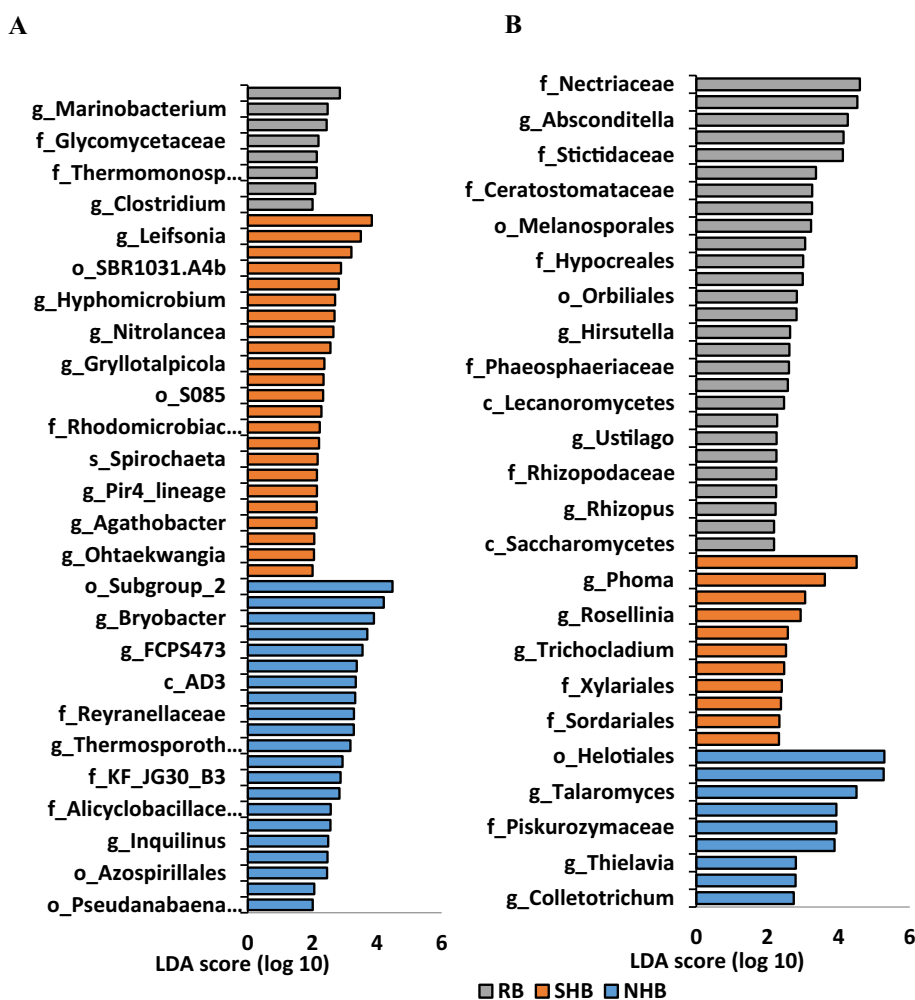 A
g_Marinobacterium
f_Glycomycetaceae
f_Thermomonosp...
g_Clostridium
g_Leifsonia
o_SBR1031.A4b
g_Hyphomicrobium
g_Nitrolancea
g_Gryllotalpicola
o_S085
f_Rhodomicrobiac...
s_Spirochaeta
g_Pir4_lineage
g_Agathobacter
g_Ohtaekwangia
o_Subgroup_2
g_Bryobacter
g_FCPS473
c_AD3
f_Reyranellaceae
g_Thermosporoth...
f_KF_JG30_B3
f_Alicyclobacillace...
g_Inquilinus
o_Azospirillales
o_Pseudanabaena...
0 2 4 6
LDA score (log 10)
B
f_Nectriaceae
g_Absconditella
f_Stictidaceae
f_Ceratostomataceae
o_Melanosporales
f_Hypocreales
o_Orbiliales
g_Hirsutella
f_Phaeosphaeriaceae
c_Lecanoromycetes
g_Ustilago
f_Rhizopodaceae
g_Rhizopus
c_Saccharomycetes
g_Phoma
g_Rosellinia
g_Trichocladium
f_Xylariales
f_Sordariales
o_Helotiales
g_Talaromyces
f_Piskurozymaceae
g_Thielavia
g_Colletotrichum
0 2 4 6
LDA score (log 10)
RB SHB NHB